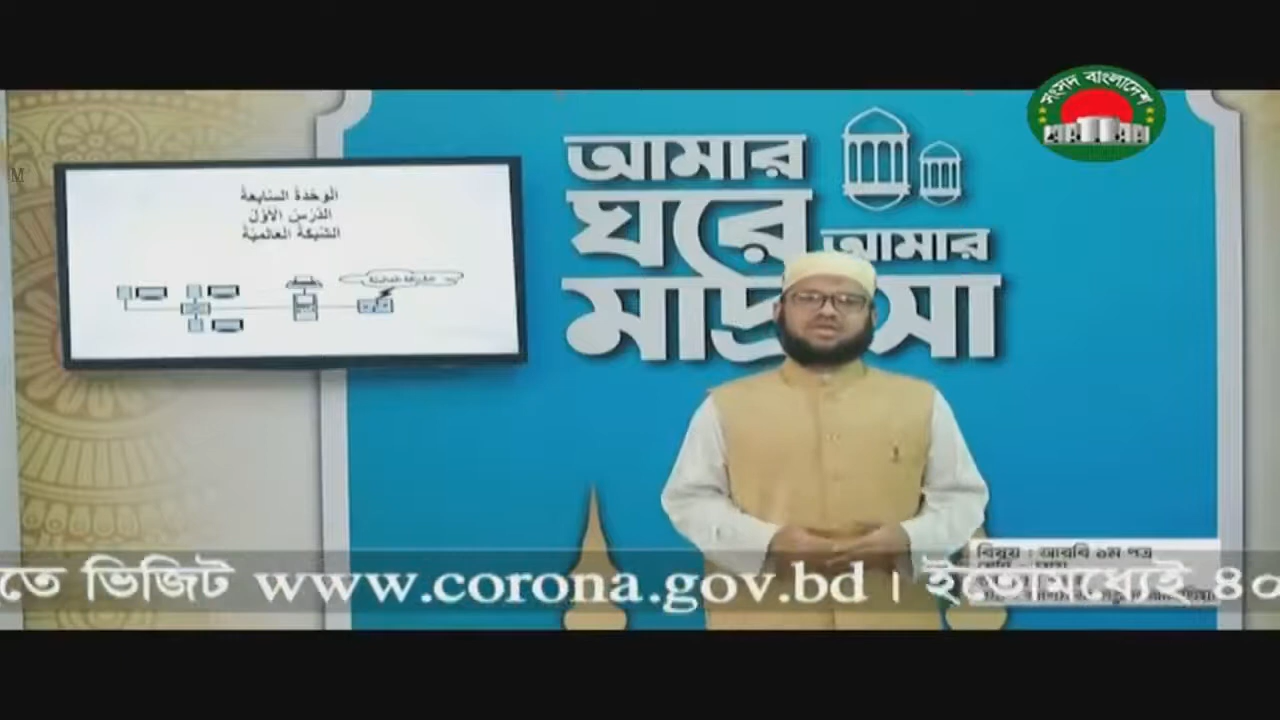 সংসদ বাংলাদেশ
আমার
ঘরে আমার
মাদ্রাসা
M
الوحدة السابعة
الدرس الأول
الشبكة العالمية
বিষয় : আরবি ১ম পত্র
তে ভিজিট www.corona.gov.bd । ইতোমধ্যেই ৪০